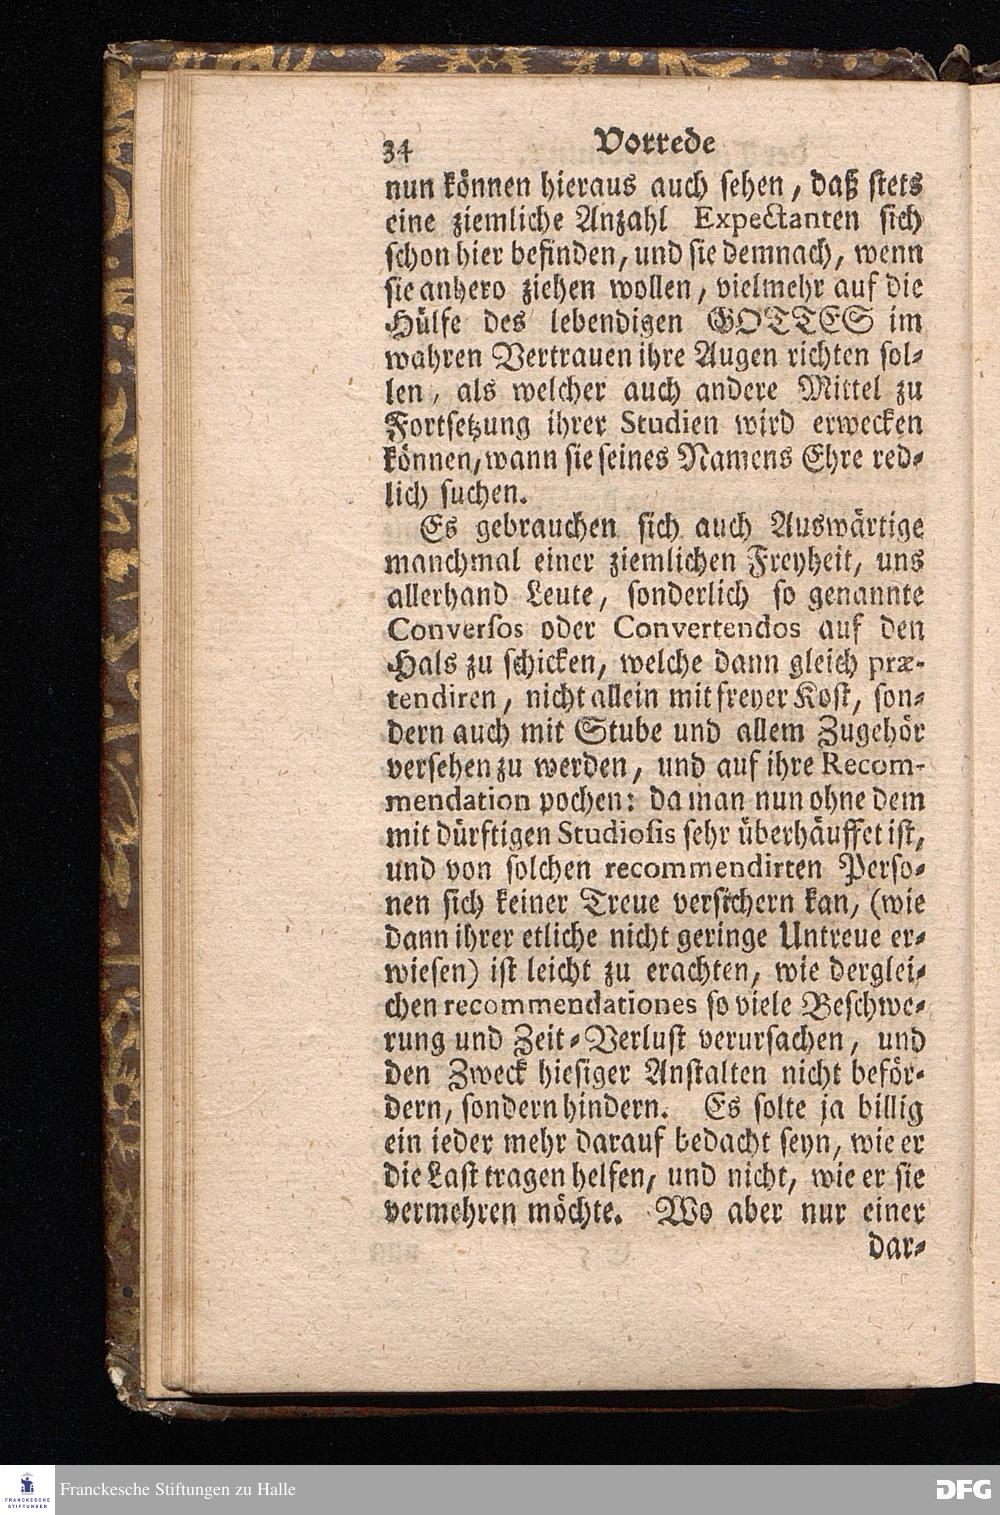 34 Vorrede
nun können hieraus auch sehen, daß stets
eine ziemliche Anzahl Expectanten sich
schon hier befinden, und sie demnach, wenn
sie anhero ziehen wollen, vielmehr auf die
Hülfe des lebendigen GOTTES im
wahren Vertrauen ihre Augen richten sol-
len, als welcher auch andere Mittel zu
Fortsetzung ihrer Studien wird erwecken
können, wann sie seines Namens Ehre red-
lich suchen.
Es gebrauchen sich auch Auswärtige
manchmal einer ziemlichen Freyheit, uns
allerhand Leute, sonderlich so genannte
Conversos oder Convertendos auf den
Hals zu schicken, welche dann gleich præ-
tendiren, nicht allein mit freyer Kost, son-
dern auch mit Stube und allem Zugehör
versehen zu werden, und auf ihre Recom-
mendation pochen: da man nun ohne dem
mit dürftigen Studiosis sehr überhäuffet ist,
und von solchen recommendirten Perso-
nen sich keiner Treue versichern kan, (wie
dann ihrer etliche nicht geringe Untreue er-
wiesen) ist leicht zu erachten, wie derglei-
chen recommendationes so viele Beschwe-
rung und Zeit-Verlust verursachen, und
den Zweck hiesiger Anstalten nicht beför-
dern, sondern hindern. Es solte ja billig
ein ieder mehr darauf bedacht seyn, wie er
die Last tragen helfen, und nicht, wie er sie
vermehren möchte. Wo aber nur einer
dar-
FRANCKESCHE
STIFTUNGEN
Franckesche Stiftungen zu Halle
DFG